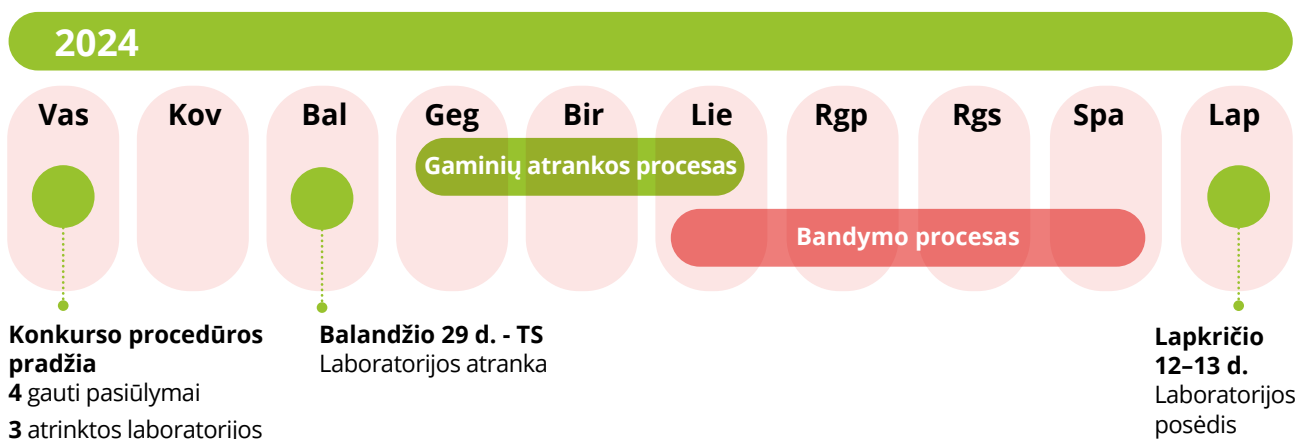 2024
Vas Kov Bal Geg Bir Lie Rgp Rgs Spa Lap
Gaminių atrankos procesas
Bandymo procesas
Konkurso procedūros
pradžia
4 gauti pasiūlymai
3 atrinktos laboratorijos
Balandžio 29 d. - TS
Laboratorijos atranka
Lapkričio
12–13 d.
Laboratorijos
posėdis